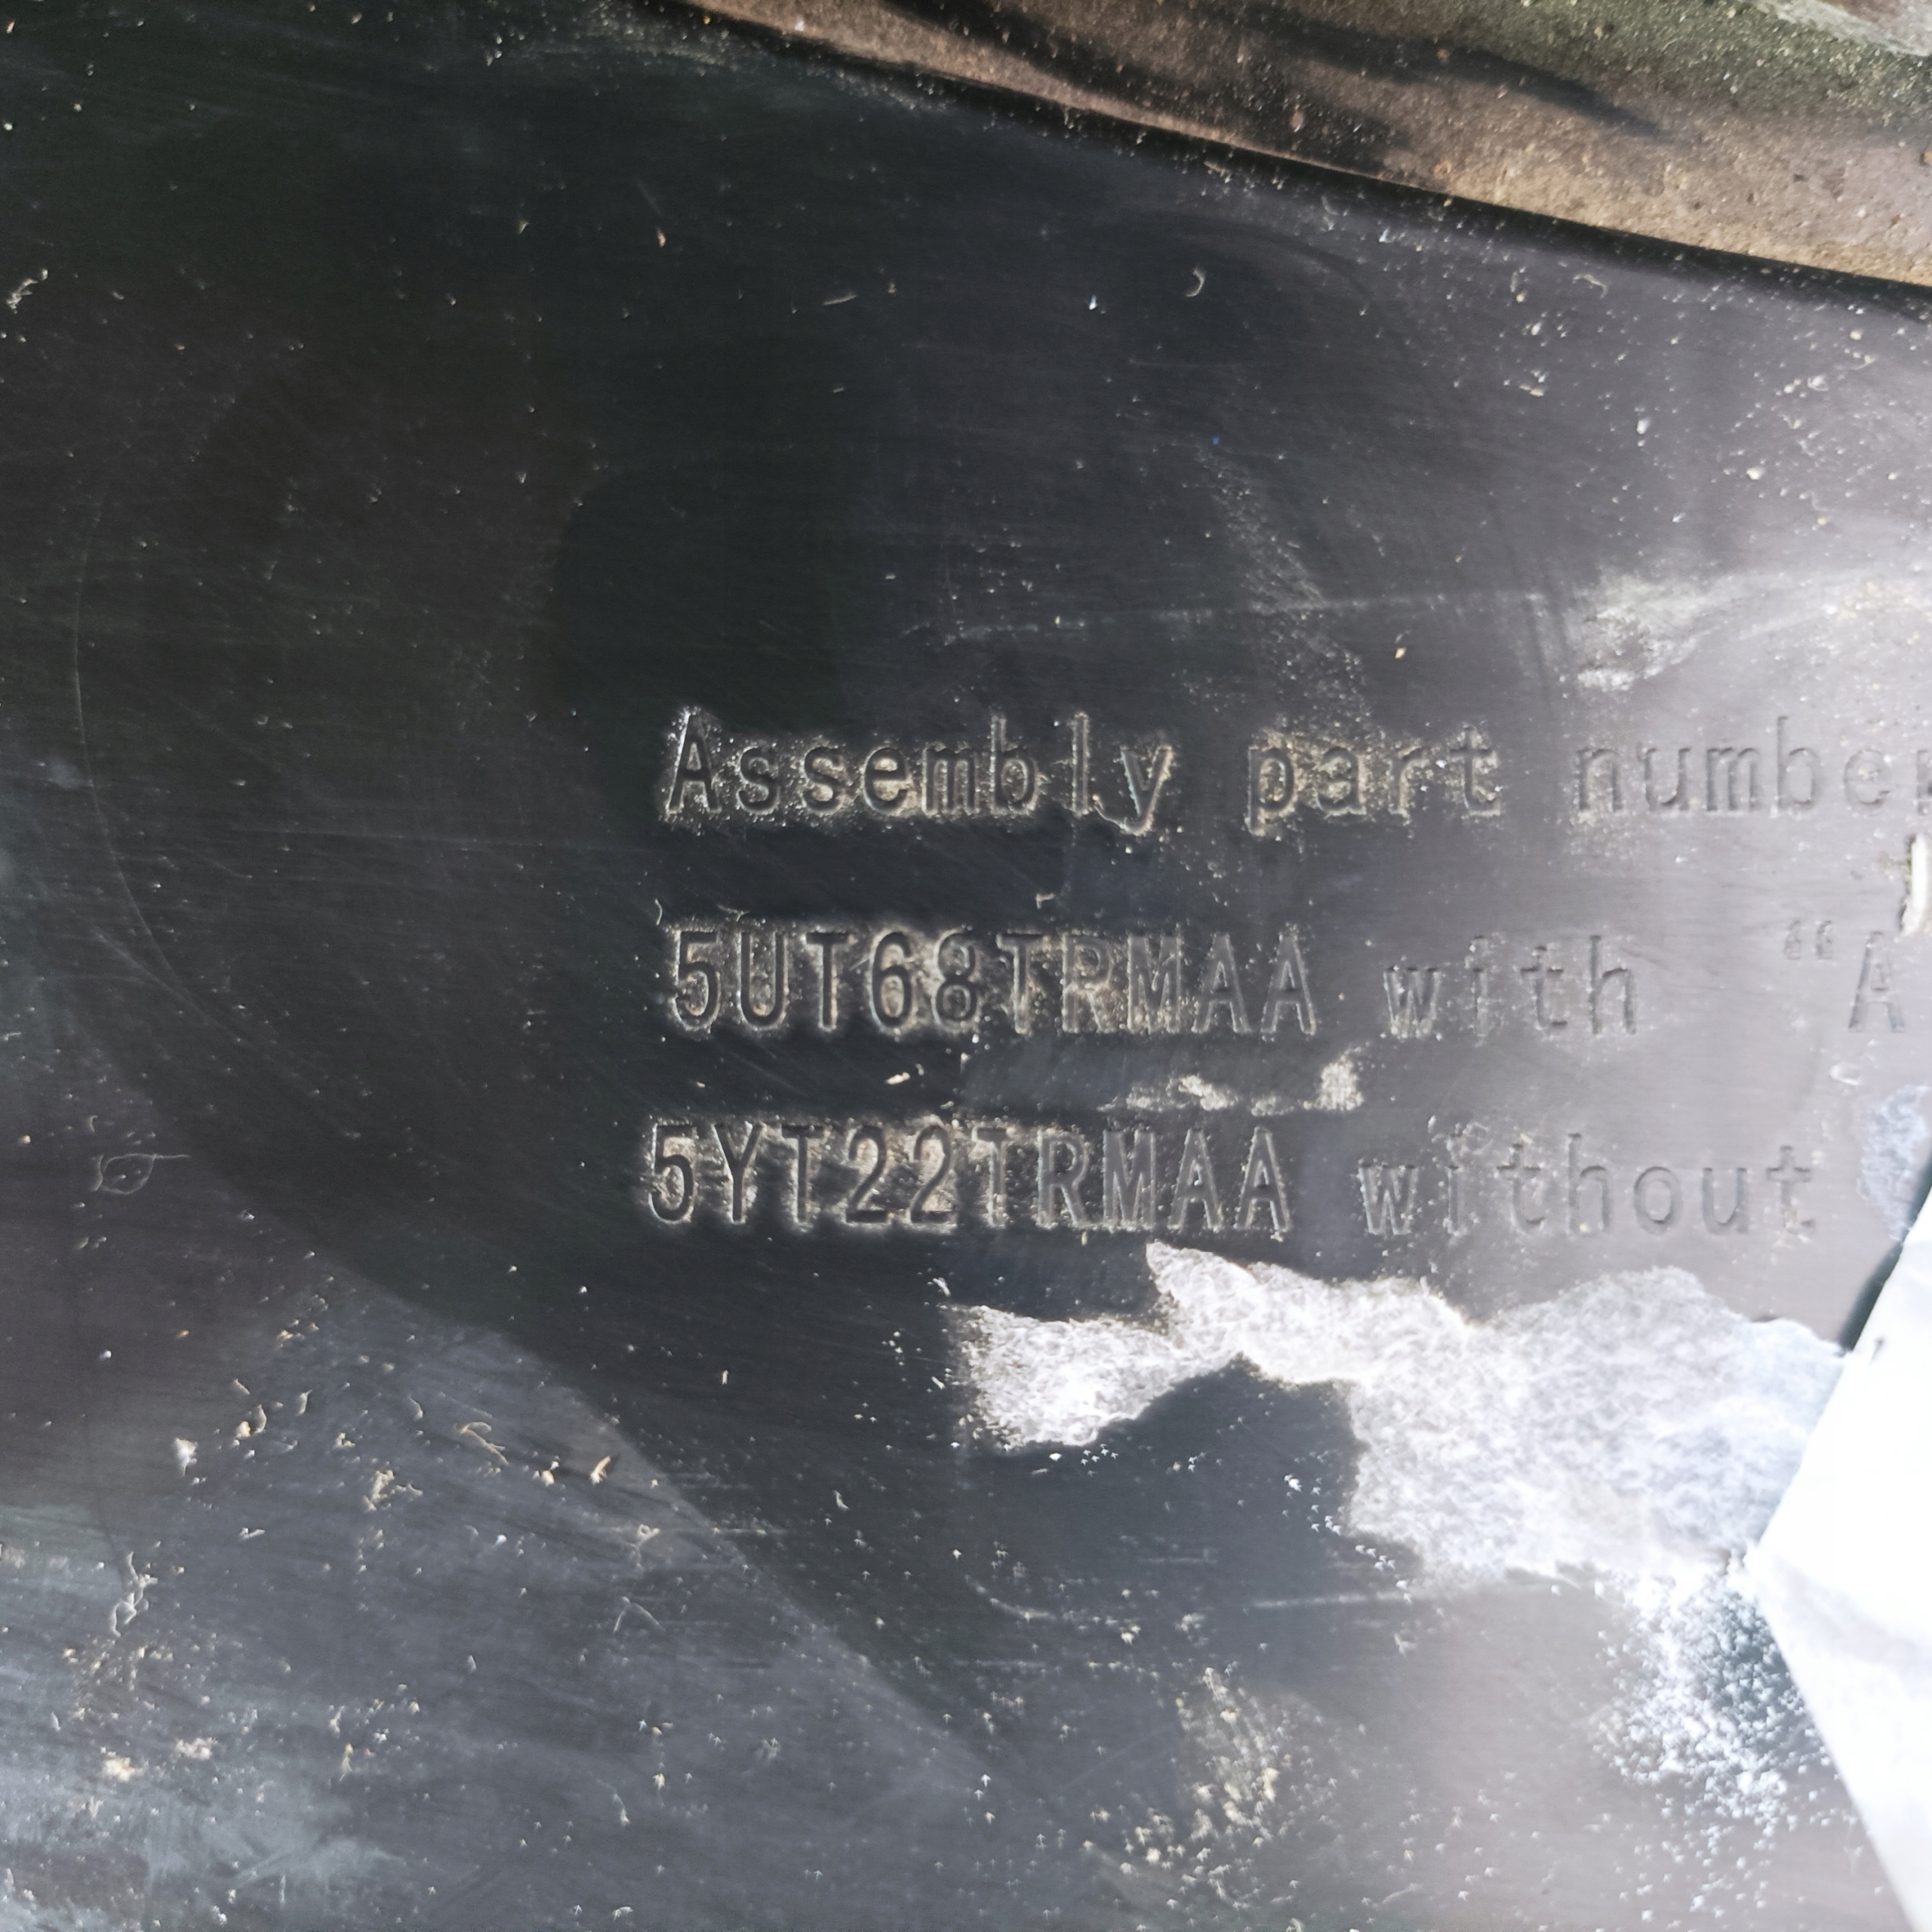 Assembly part number
5UT68TRMAA with “A
5YT22TRMAA without